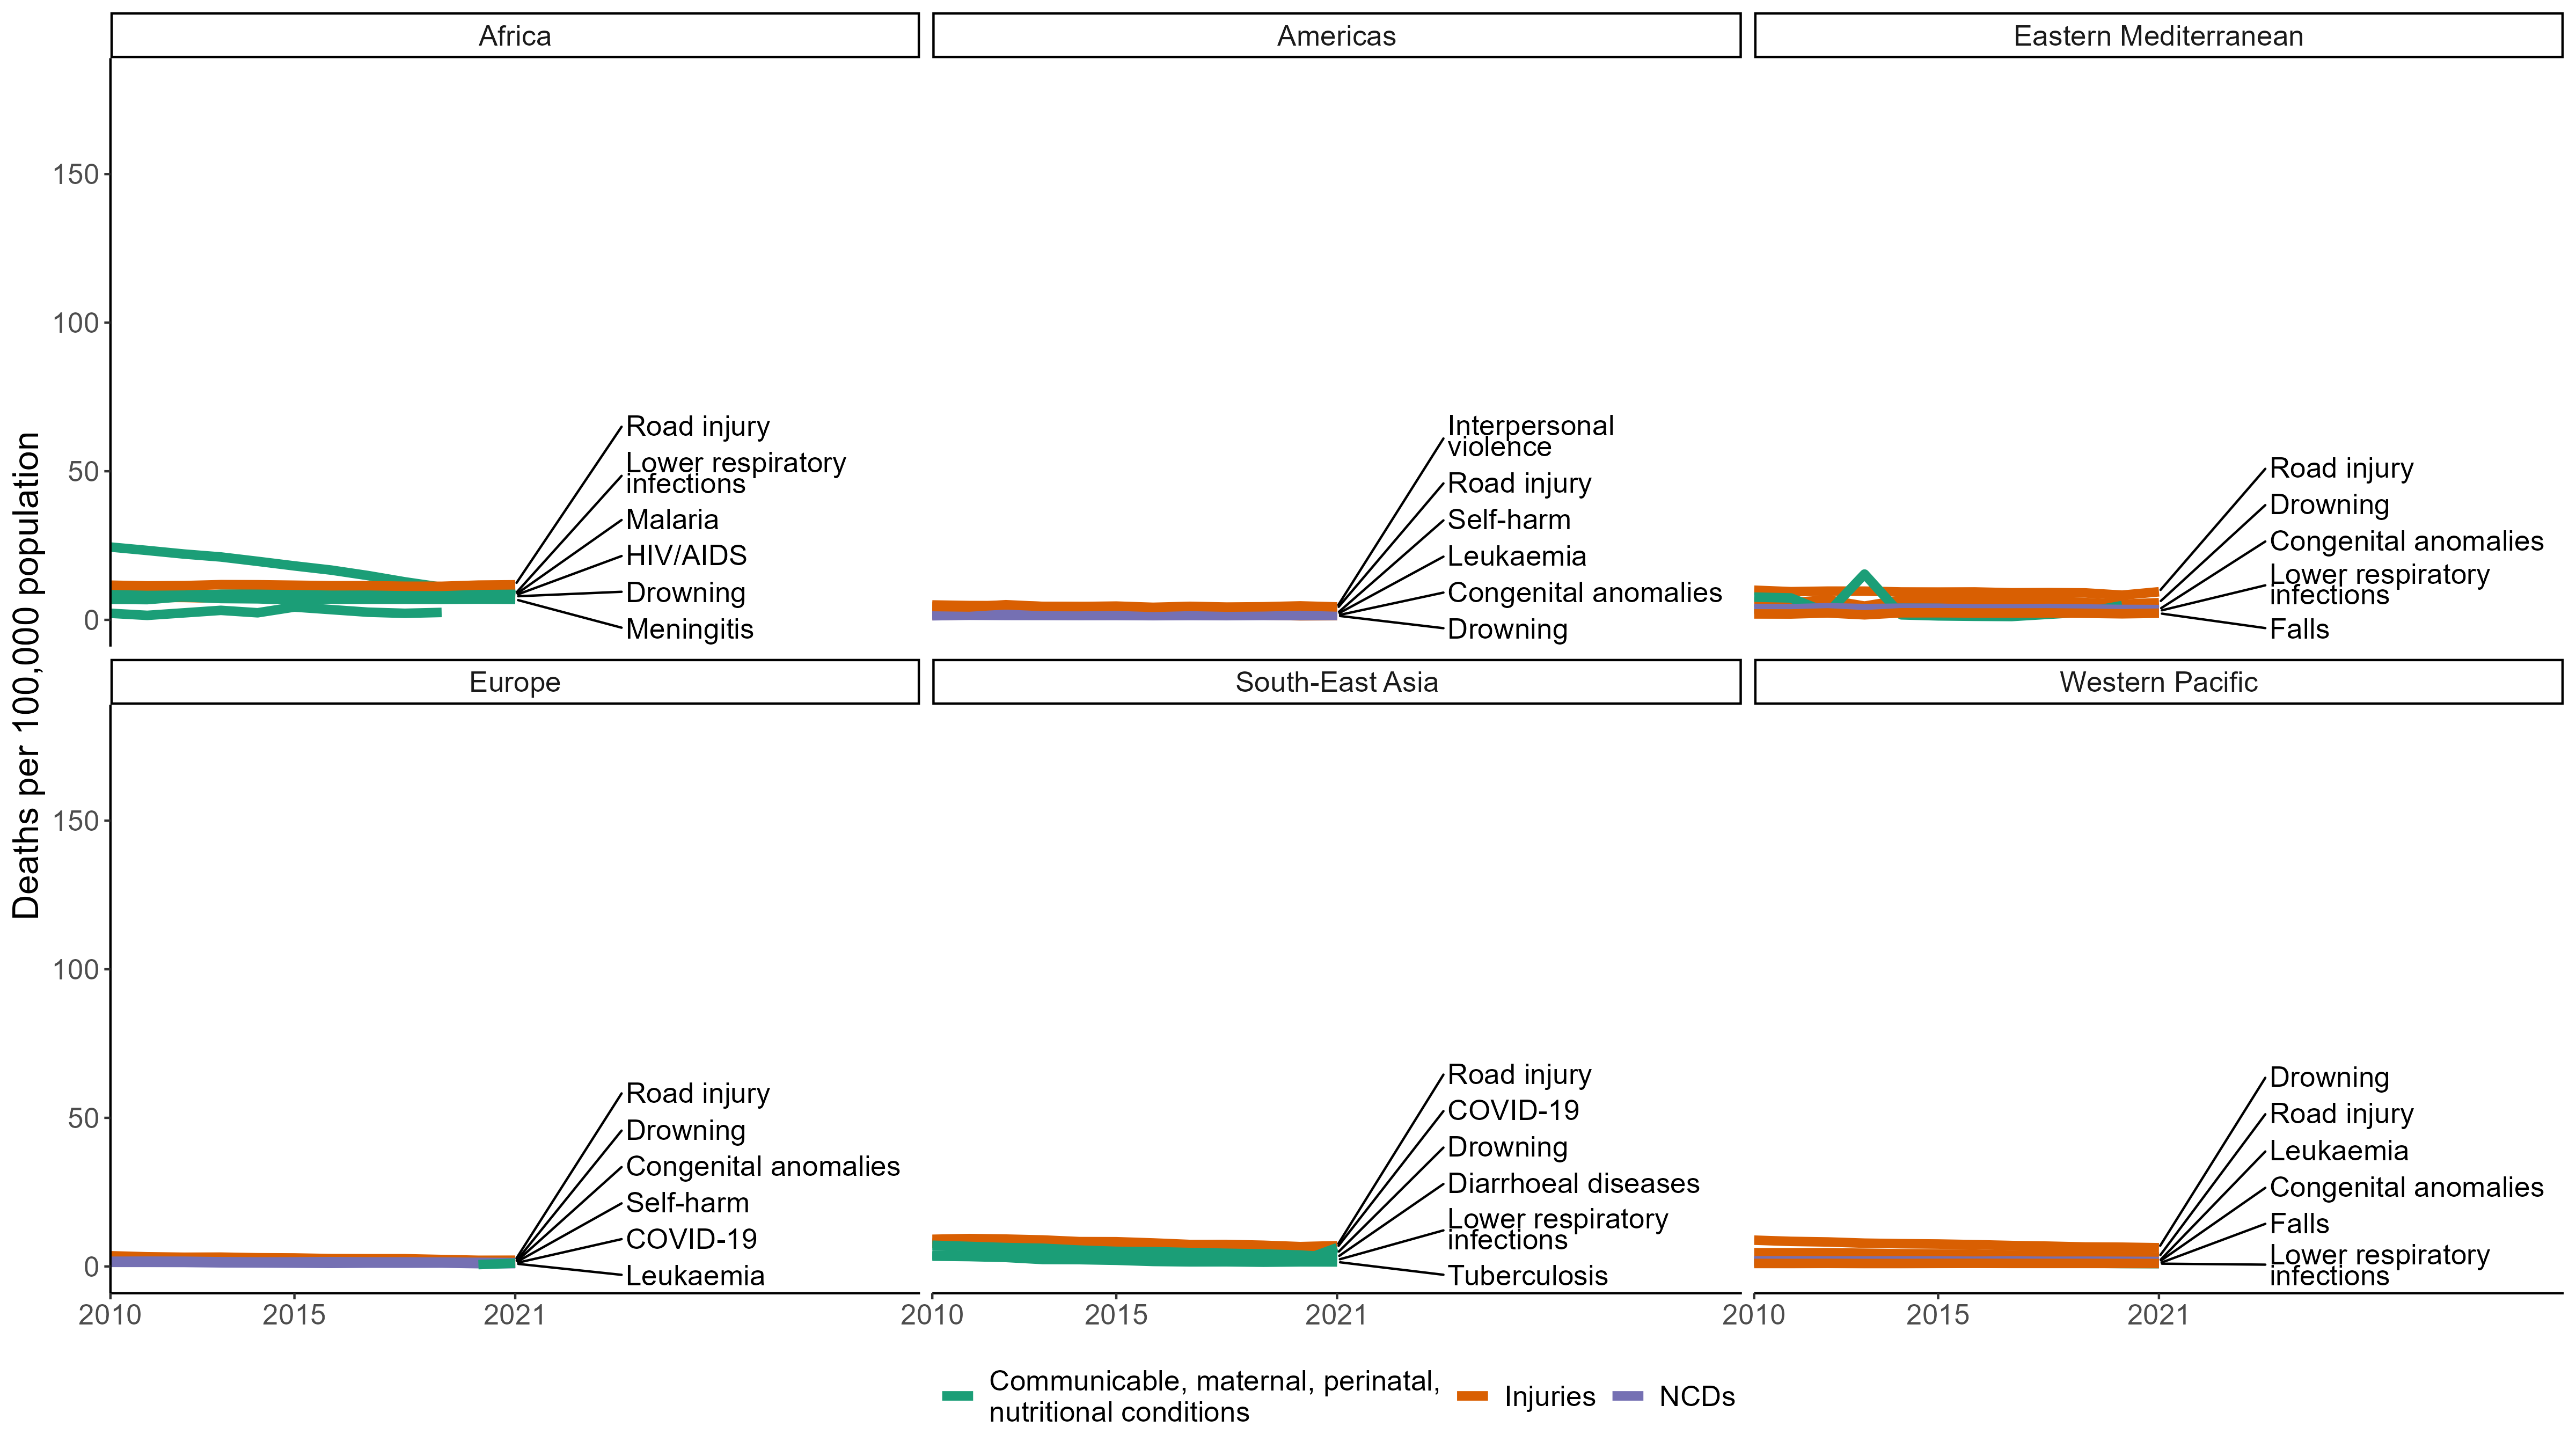 Africa
Americas
Eastern Mediterranean
Deaths per 100,000 population
150
100
50
0
Road injury
Lower respiratory
infections
Malaria
HIV/AIDS
Drowning
Meningitis
Interpersonal
violence
Road injury
Self-harm
Leukaemia
Congenital anomalies
Drowning
Road injury
Drowning
Congenital anomalies
Lower respiratory
infections
Falls
Europe
South-East Asia
Western Pacific
150
100
50
0
Road injury
Drowning
Congenital anomalies
Self-harm
COVID-19
Leukaemia
Road injury
COVID-19
Drowning
Diarrhoeal diseases
Lower respiratory
infections
Tuberculosis
Drowning
Road injury
Leukaemia
Congenital anomalies
Falls
Lower respiratory
infections
2010 2015 2021
2010 2015 2021
2010 2015 2021
Communicable, maternal, perinatal,
nutritional conditions
Injuries
NCDs